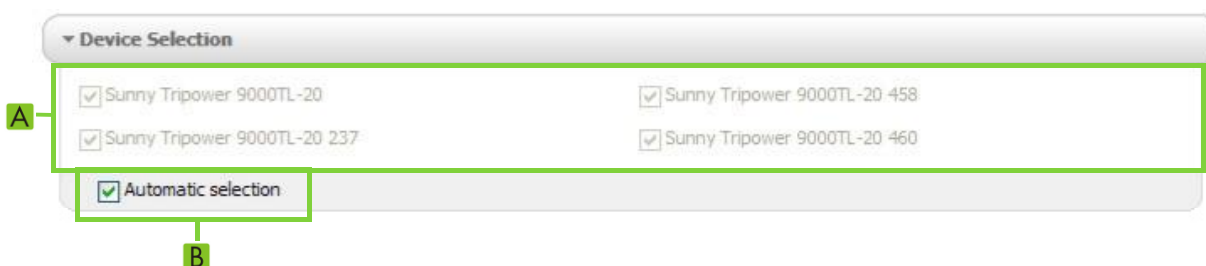 Device Selection
Sunny Tripower 9000TL-20 Sunny Tripower 9000TL-20 458
A
Sunny Tripower 9000TL-20 237 Sunny Tripower 9000TL-20 460
Automatic selection
B